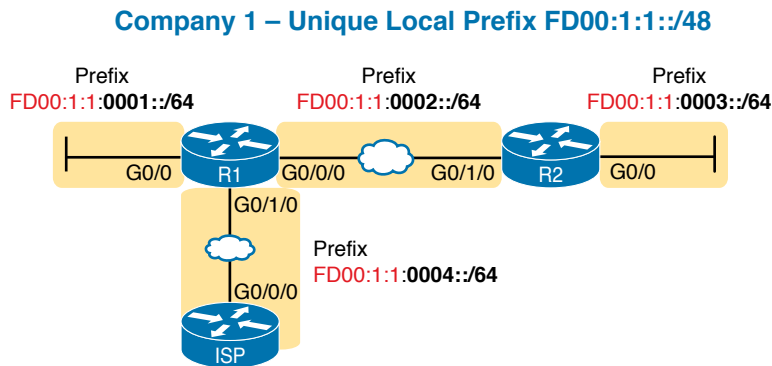 Company 1 – Unique Local Prefix FD00:1:1::/48
Prefix
FD00:1:1:0001::/64
Prefix
FD00:1:1:0002::/64
Prefix
FD00:1:1:0003::/64
G0/0
R1
G0/0/0
G0/1/0
R2
G0/0
G0/1/0
Prefix
FD00:1:1:0004::/64
G0/0/0
ISP